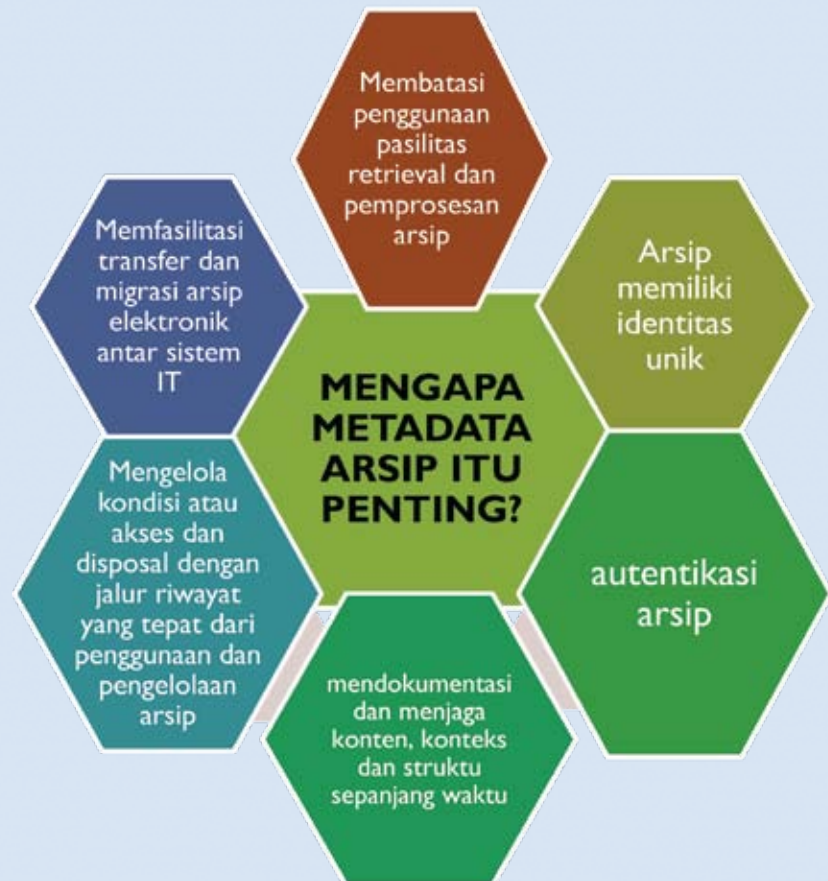 Membatasi
penggunaan
pasilitas
retrieval dan
pemprosesan
arsip
Memfasilitasi
transfer dan
migrasi arsip
elektronik
antar sistem
IT
Arsip
memiliki
identitas
unik
MENGAPA
METADATA
ARSIP ITU
PENTING?
Mengelola
kondisi atau
akses dan
disposal dengan
jalur riwayat
yang tepat dari
penggunaan dan
pengelolaan
arsip
autentikasi
arsip
mendokumentasi
dan menjaga
konten, konteks
dan struktu
sepanjang waktu